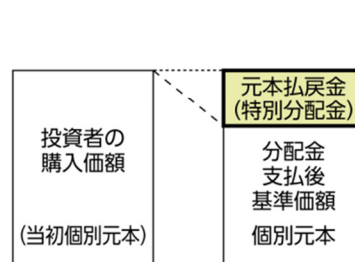 投資者の
購入価額
(当初個別元本)
元本払戻金
(特別分配金)
分配金
支払後
基準価額
個別元本